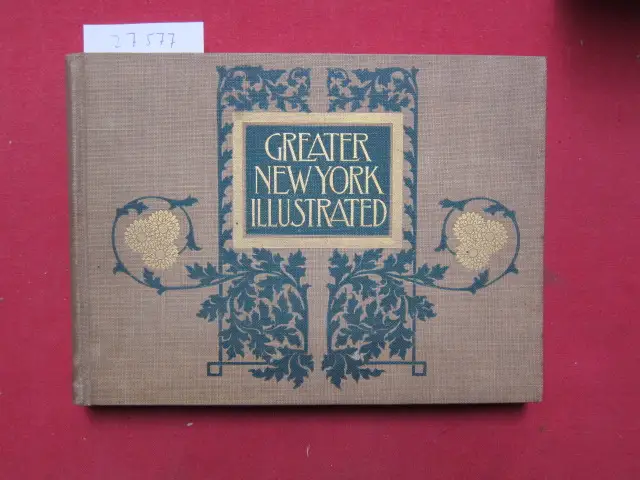 27577
GREATER
NEW YORK
ILLUSTRATED